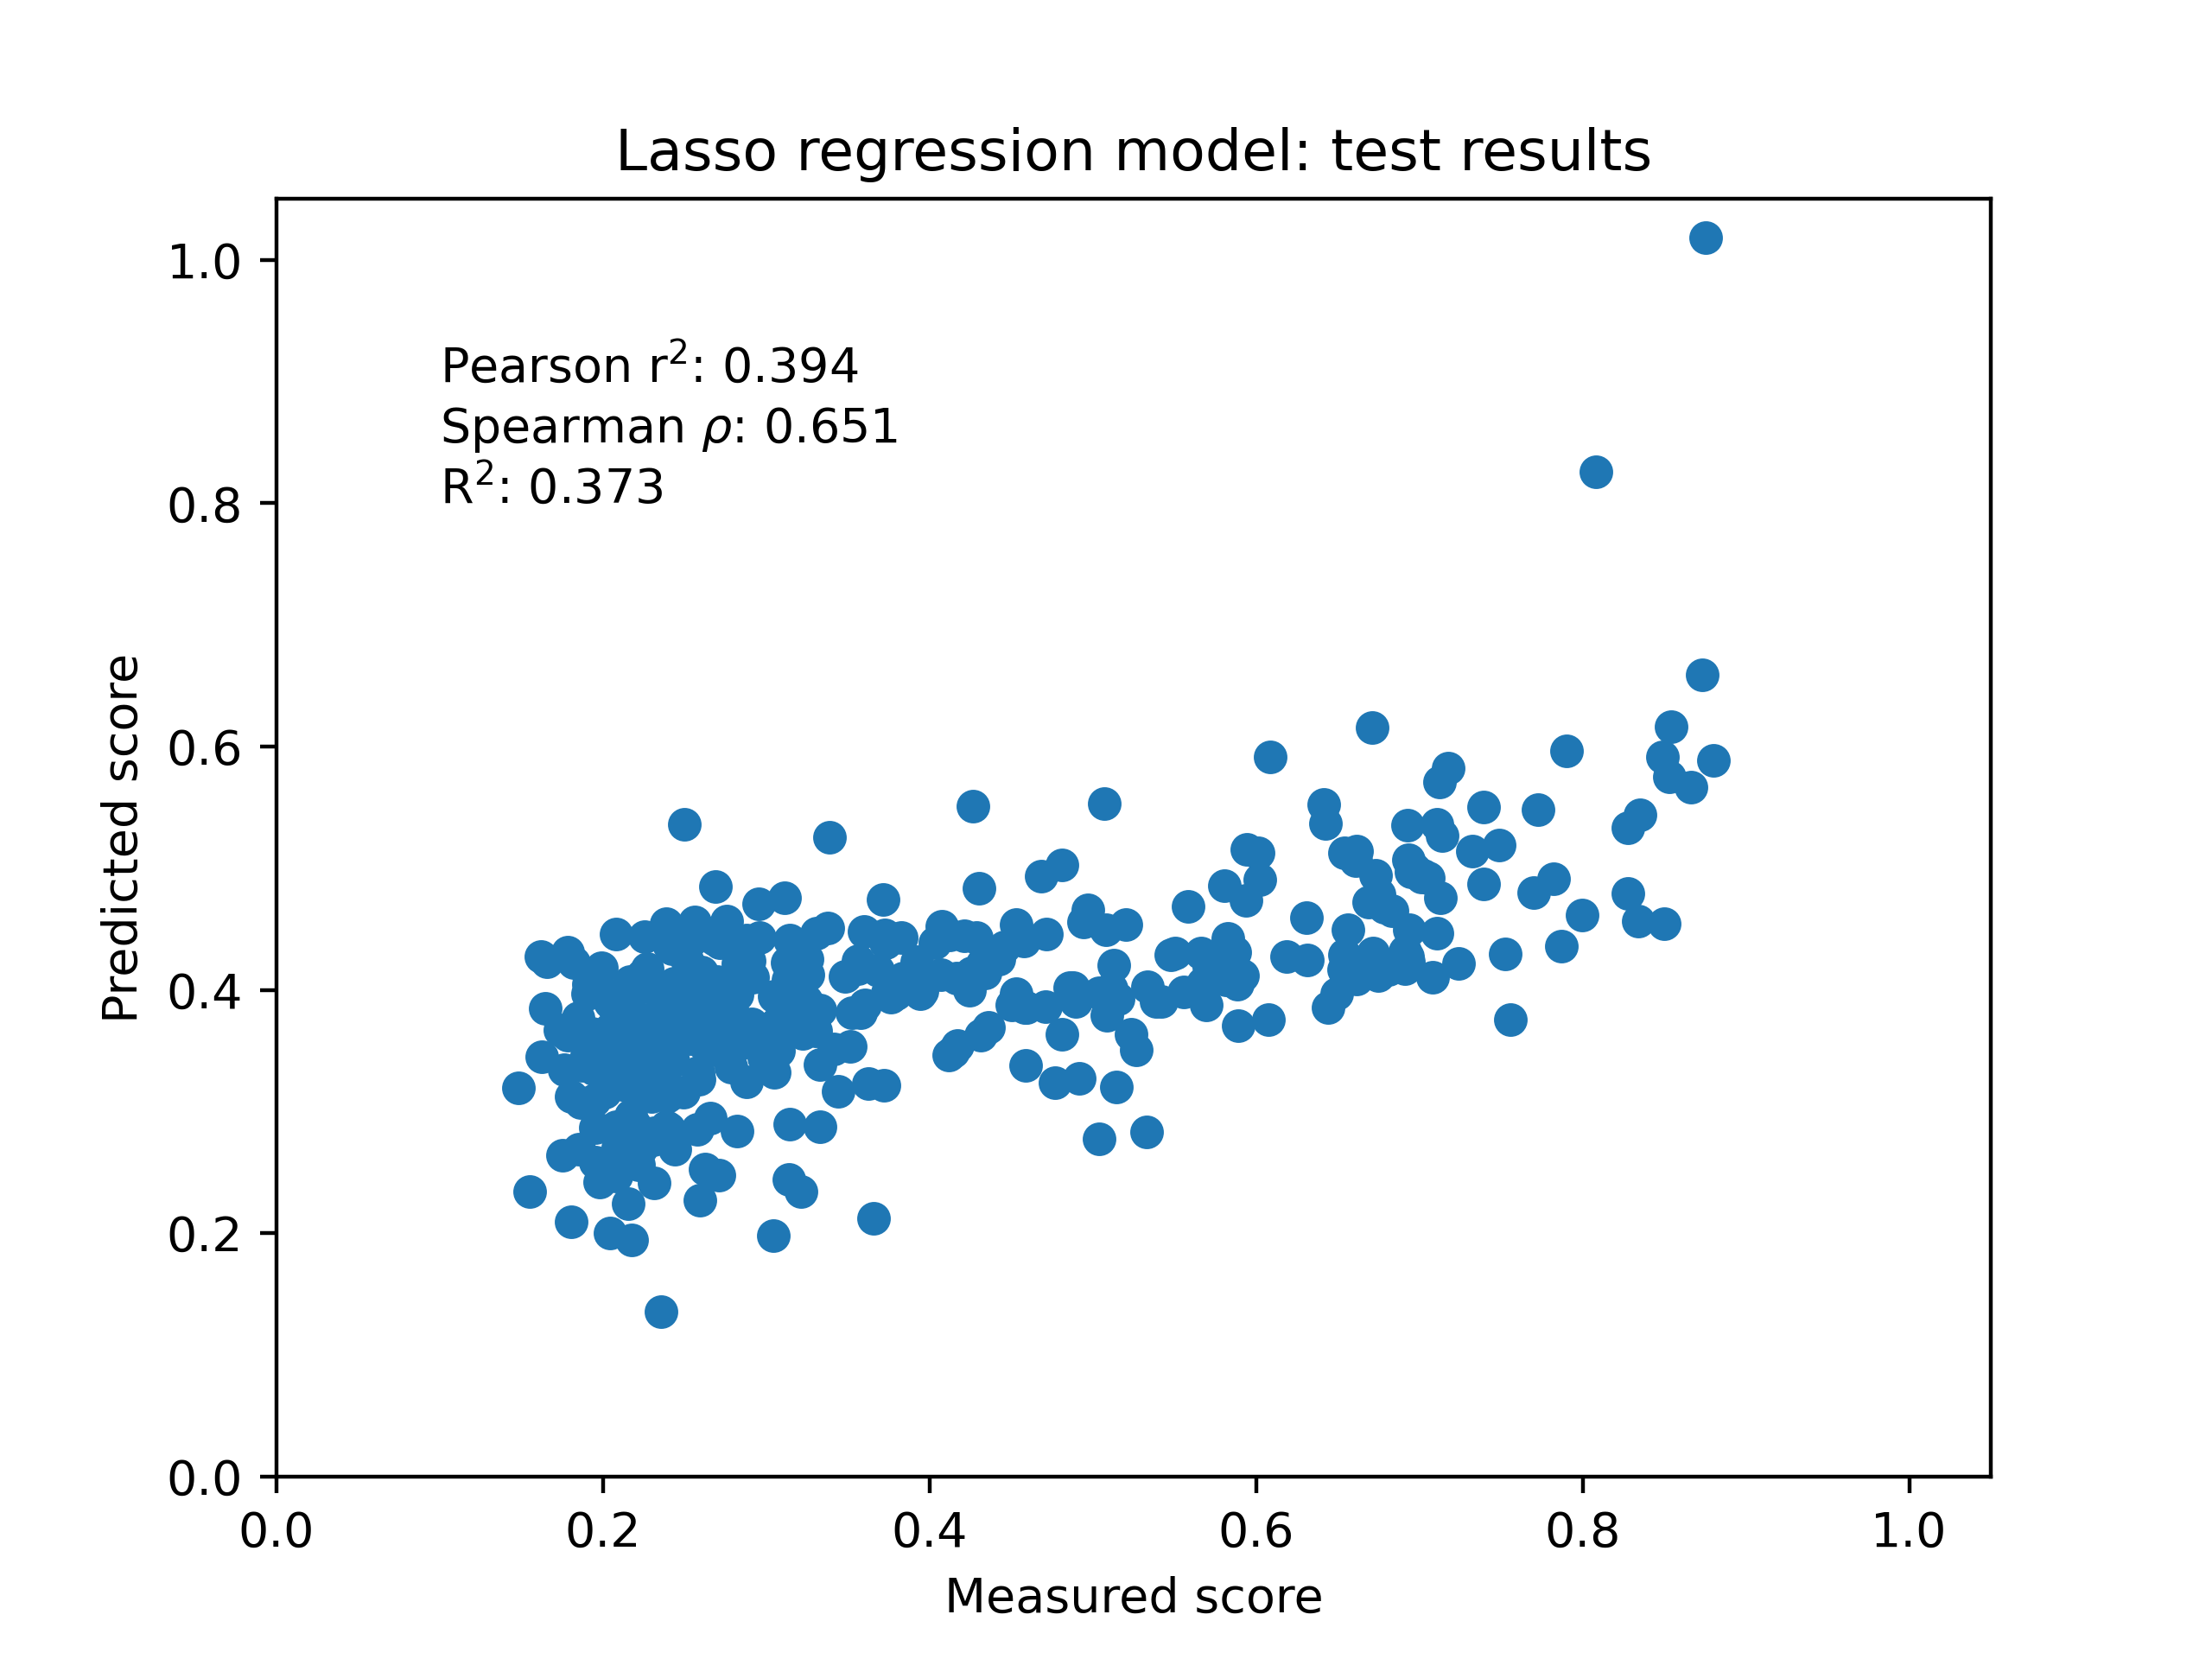 Lasso regression model: test results
Pearson r²: 0.394
Spearman ρ: 0.651
R²: 0.373
Predicted score
1.0
0.8
0.6
0.4
0.2
0.0
0.0 0.2 0.4 0.6 0.8 1.0
Measured score